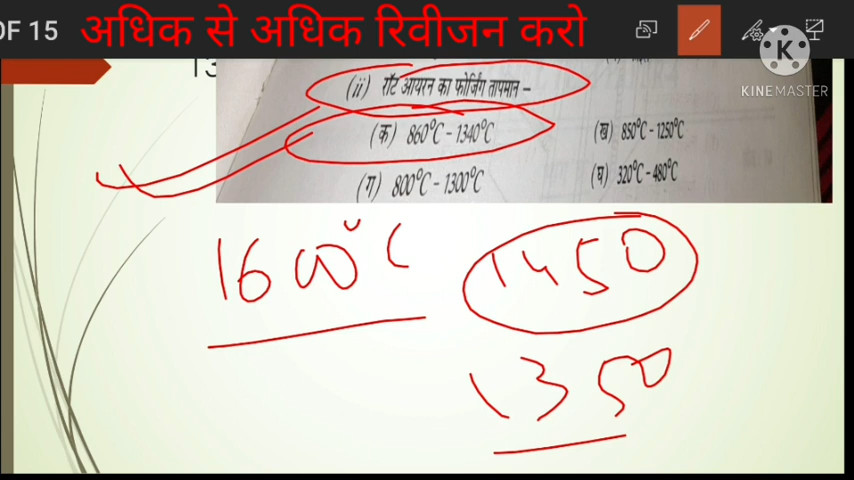 OF 15 अधिक से अधिक रिवीजन करो
KINEMASTER
13
(ii) रॉट आयरन का फोर्जिंग तापमान –
(क) 860°C - 1340°C (ख) 850°C - 1250°C
(ग) 800°C - 1300°C (घ) 320°C - 480°C
1600°C 1450
1350